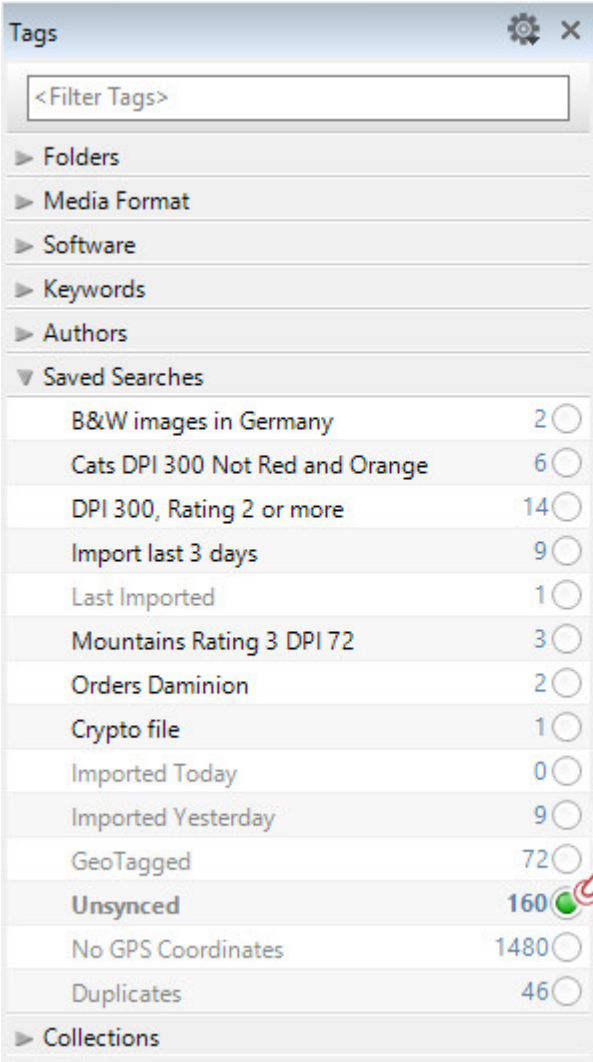 Tags
<Filter Tags>
Folders
Media Format
Software
Keywords
Authors
Saved Searches
B&W images in Germany 2
Cats DPI 300 Not Red and Orange 6
DPI 300, Rating 2 or more 14
Import last 3 days 9
Last Imported 1
Mountains Rating 3 DPI 72 3
Orders Daminion 2
Crypto file 1
Imported Today 0
Imported Yesterday 9
GeoTagged 72
Unsynced 160
No GPS Coordinates 1480
Duplicates 46
Collections